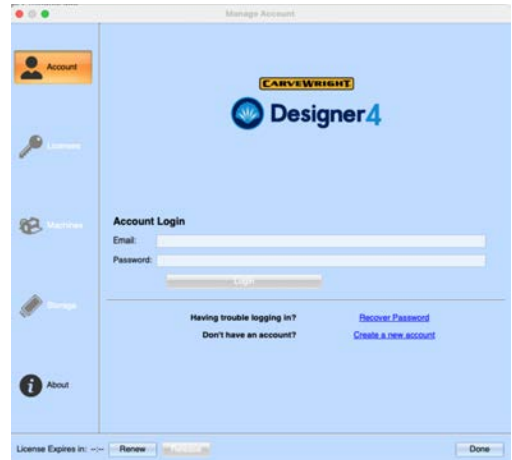 Manage Account
Account
CARVEWRIGHT
Designer4
Licenses
Machines
Account Login
Email:
Password:
Login
Storage
Having trouble logging in? Recover Password
Don't have an account? Create a new account
About
License Expires in: --:-- Renew
Done